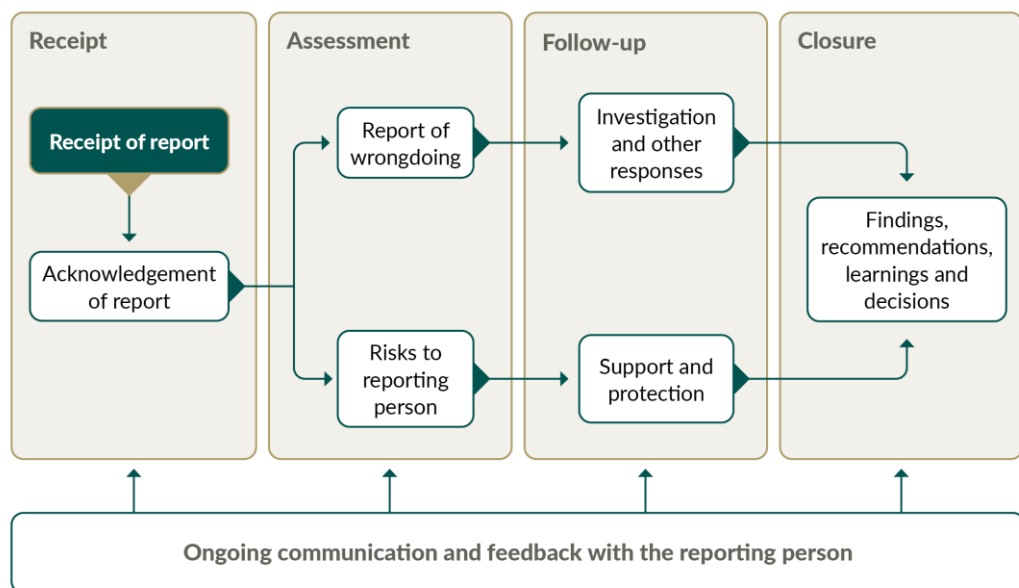 Receipt
Assessment
Follow-up
Closure
Receipt of report
Acknowledgement
of report
Report of
wrongdoing
Risks to
reporting
person
Investigation
and other
responses
Support and
protection
Findings,
recommendations,
learnings and
decisions
Ongoing communication and feedback with the reporting person